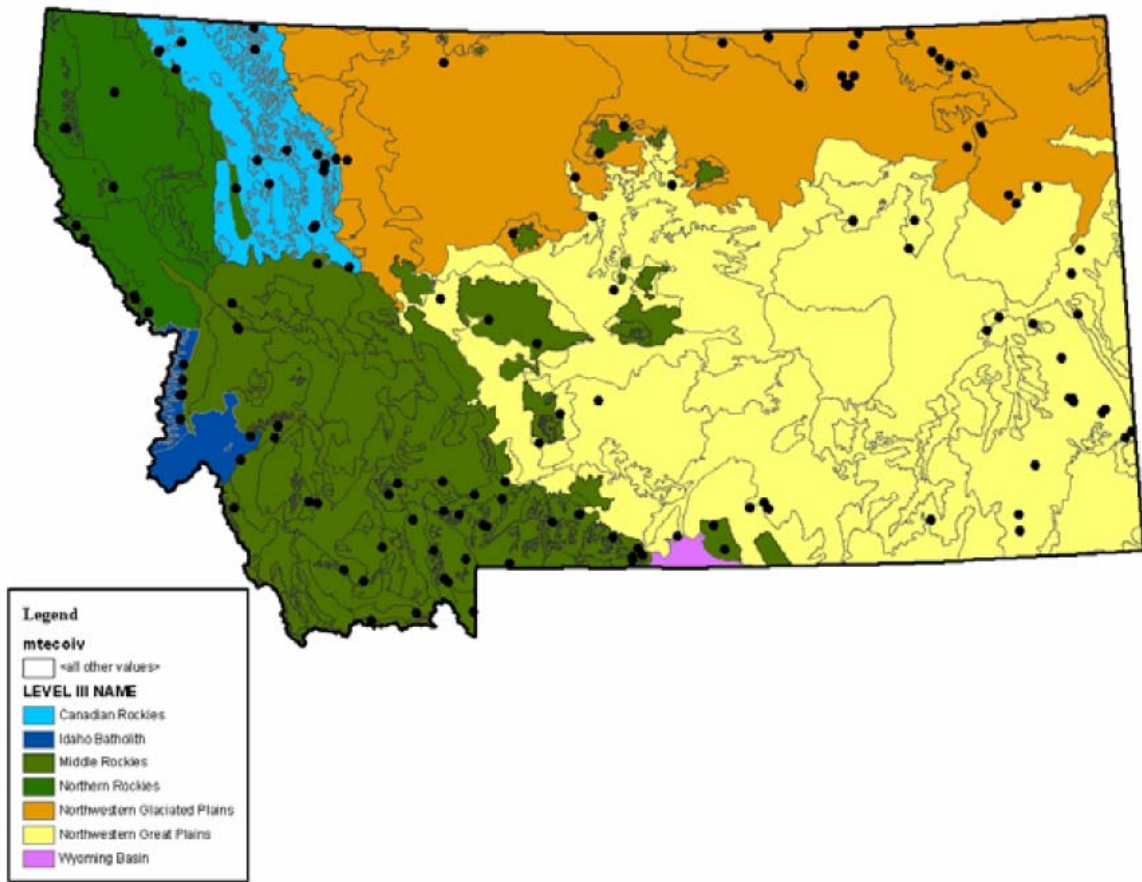 Legend
mtecoiv
<all other values>
LEVEL III NAME
Canadian Rockies
Idaho Batholith
Middle Rockies
Northern Rockies
Northwestern Glaciated Plains
Northwestern Great Plains
Wyoming Basin